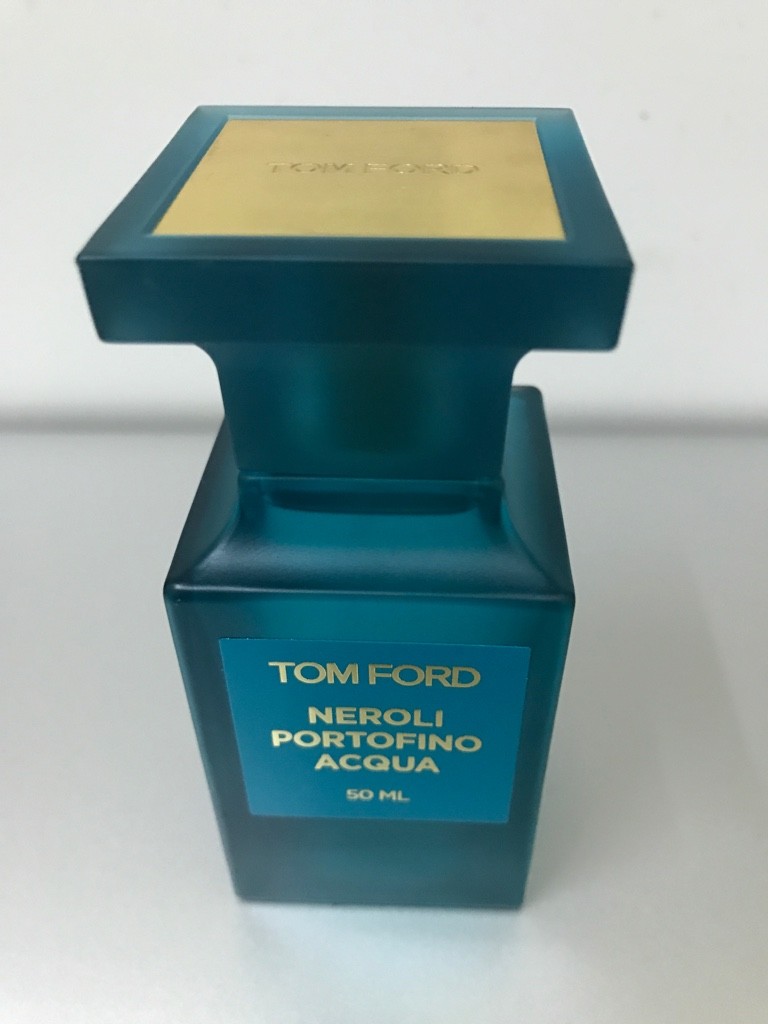 TOM FORD
TOM FORD
NEROLI
PORTOFINO
ACQUA
50 ML